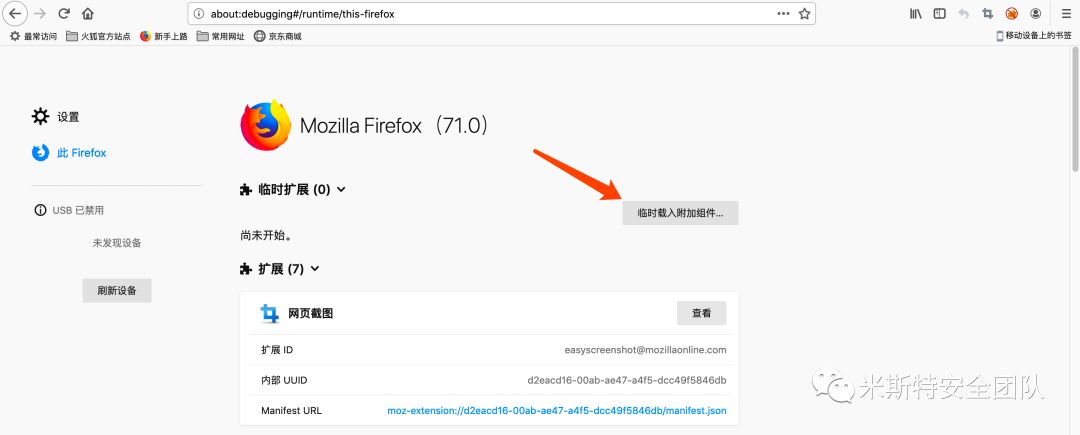 about:debugging#/runtime/this-firefox
最常访问 火狐官方站点 新手上路 常用网址 京东商城 移动设备上的书签
设置
此 Firefox
USB 已禁用
未发现设备
刷新设备
Mozilla Firefox（71.0）
临时扩展 (0)
临时载入附加组件...
尚未开始。
扩展 (7)
网页截图 查看
扩展 ID easyscreenshot@mozillaonline.com
内部 UUID d2eacd16-00ab-ae47-a4f5-dcc49f5846db
Manifest URL moz-extension://d2eacd16-00ab-ae47-a4f5-dcc49f5846db/manifest.json
米斯特安全团队